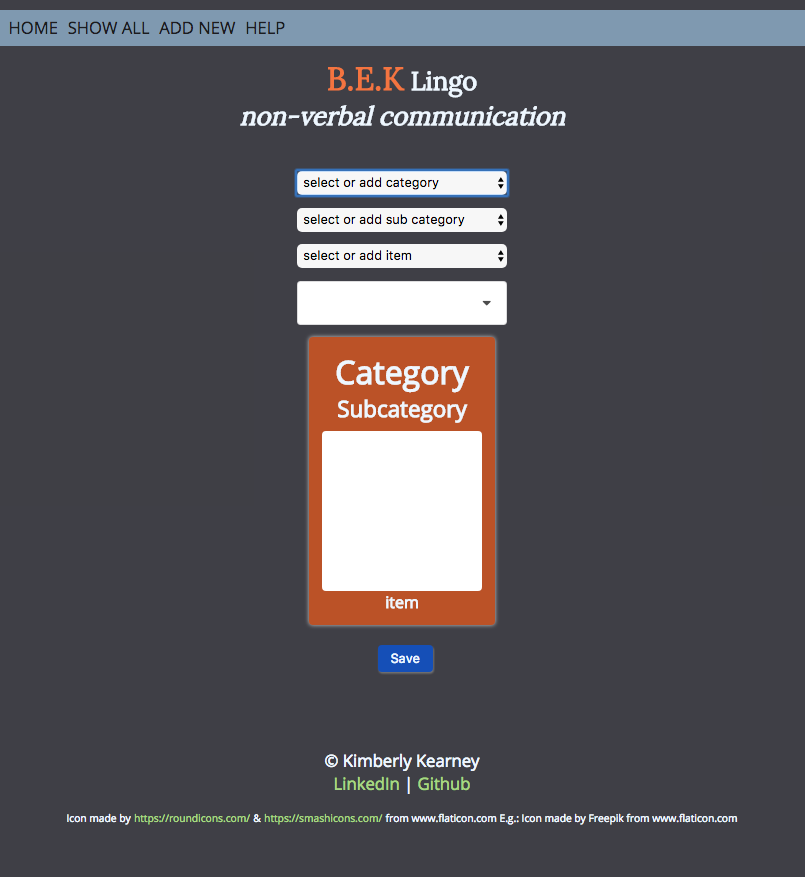 HOME SHOW ALL ADD NEW HELP
B.E.K Lingo
non-verbal communication
select or add category
select or add sub category
select or add item
Category
Subcategory
item
Save
© Kimberly Kearney
LinkedIn | Github
Icon made by https://roundicons.com/ & https://smashicons.com/ from www.flaticon.com E.g.: Icon made by Freepik from www.flaticon.com